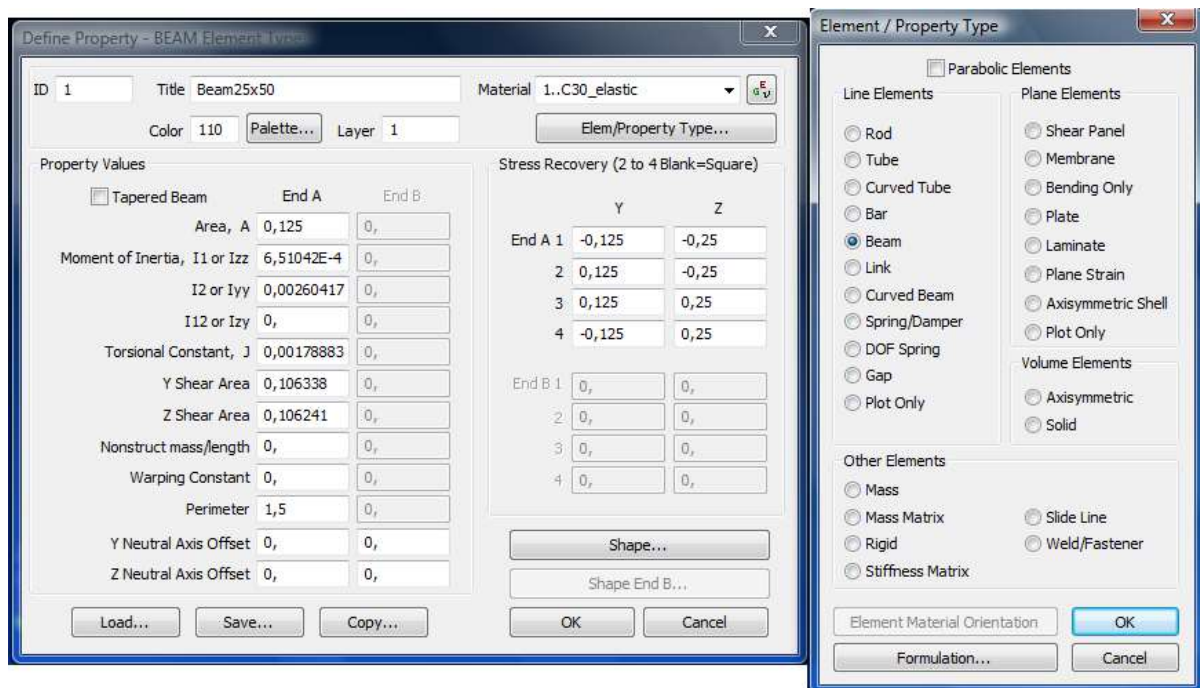 Define Property - BEAM Element Type
ID 1 Title Beam25x50 Material 1..C30_elastic
Color 110 Palette... Layer 1 Elem/Property Type...
Property Values
Tapered Beam End A End B
Area, A 0,125 0,
Moment of Inertia, I1 or Izz 6,51042E-4 0,
I2 or Iyy 0,00260417 0,
I12 or Izy 0, 0,
Torsional Constant, J 0,00178883 0,
Y Shear Area 0,106338 0,
Z Shear Area 0,106241 0,
Nonstruct mass/length 0, 0,
Warping Constant 0, 0,
Perimeter 1,5 0,
Y Neutral Axis Offset 0, 0,
Z Neutral Axis Offset 0, 0,
Load... Save... Copy...
Stress Recovery (2 to 4 Blank=Square)
Y Z
End A 1 -0,125 -0,25
2 0,125 -0,25
3 0,125 0,25
4 -0,125 0,25
End B 1 0, 0,
2 0, 0,
3 0, 0,
4 0, 0,
Shape...
Shape End B...
OK Cancel
Element / Property Type
Parabolic Elements
Line Elements
Rod
Tube
Curved Tube
Bar
Beam
Link
Curved Beam
Spring/Damper
DOF Spring
Gap
Plot Only
Plane Elements
Shear Panel
Membrane
Bending Only
Plate
Laminate
Plane Strain
Axisymmetric Shell
Plot Only
Volume Elements
Axisymmetric
Solid
Other Elements
Mass
Mass Matrix
Rigid
Stiffness Matrix
Slide Line
Weld/Fastener
Element Material Orientation OK
Formulation... Cancel